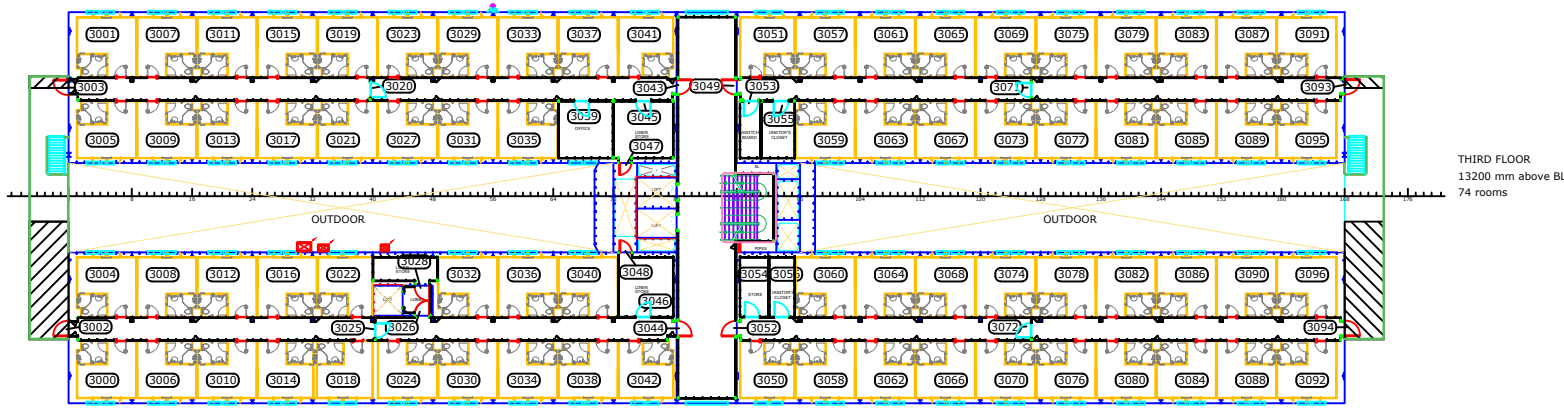 3001 3007 3011 3015 3019 3023 3029 3033 3037 3041 3051 3057 3061 3065 3069 3075 3079 3083 3087 3091
3003 3020 3043 3049 3053 3071 3093
3039 3045 3055
OFFICE
LINEN
STORE
SWITCH
BOARD
JANITOR'S
CLOSET
3005 3009 3013 3017 3021 3027 3031 3035 3047 3059 3063 3067 3073 3077 3081 3085 3089 3095
THIRD FLOOR
13200 mm above BL
74 rooms
LIFT
8 16 24 32 40 48 56 64 104 112 120 128 136 144 152 160 168 176
OUTDOOR OUTDOOR
LIFT
PIPES
3004 3008 3012 3016 3022 3028 3032 3036 3040 3048 3054 3056 3060 3064 3068 3074 3078 3082 3086 3090 3096
STORE
LINEN
STORE
STORE
JANITOR'S
CLOSET
LIFT
3046
3002 3025 3026 3044 3052 3072 3094
3000 3006 3010 3014 3018 3024 3030 3034 3038 3042 3050 3058 3062 3066 3070 3076 3080 3084 3088 3092